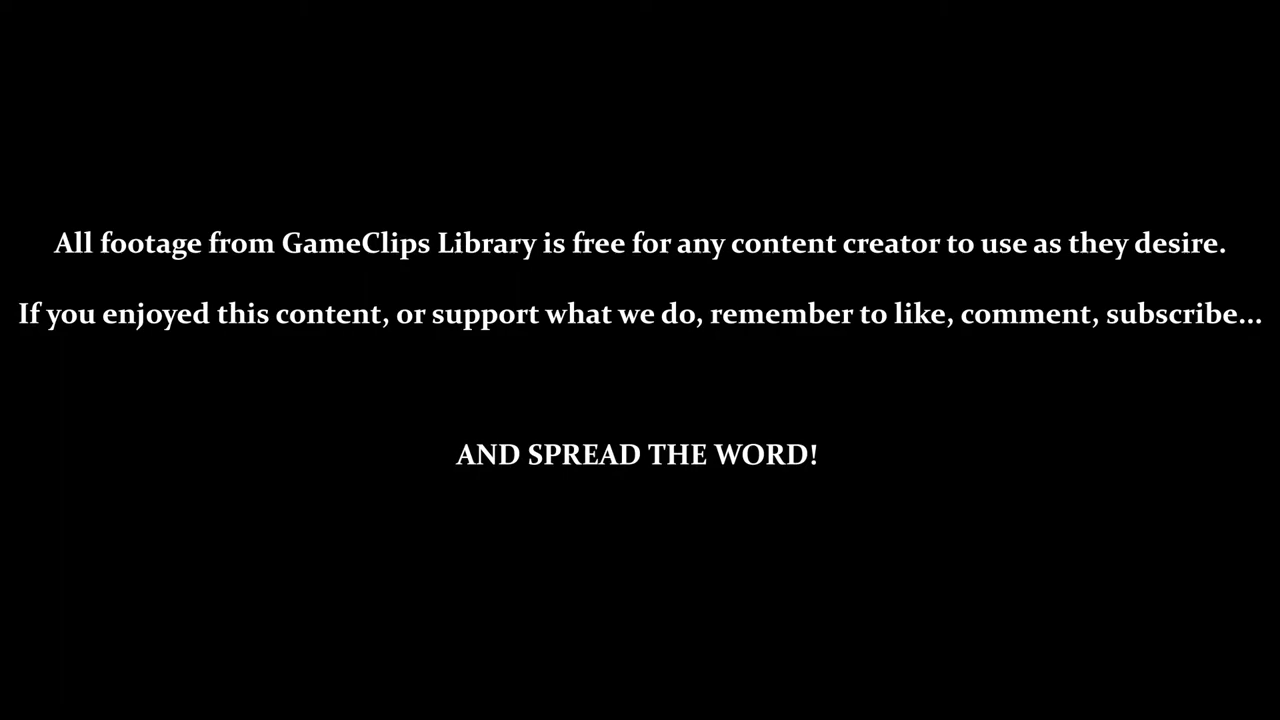 All footage from GameClips Library is free for any content creator to use as they desire.
If you enjoyed this content, or support what we do, remember to like, comment, subscribe...
AND SPREAD THE WORD!